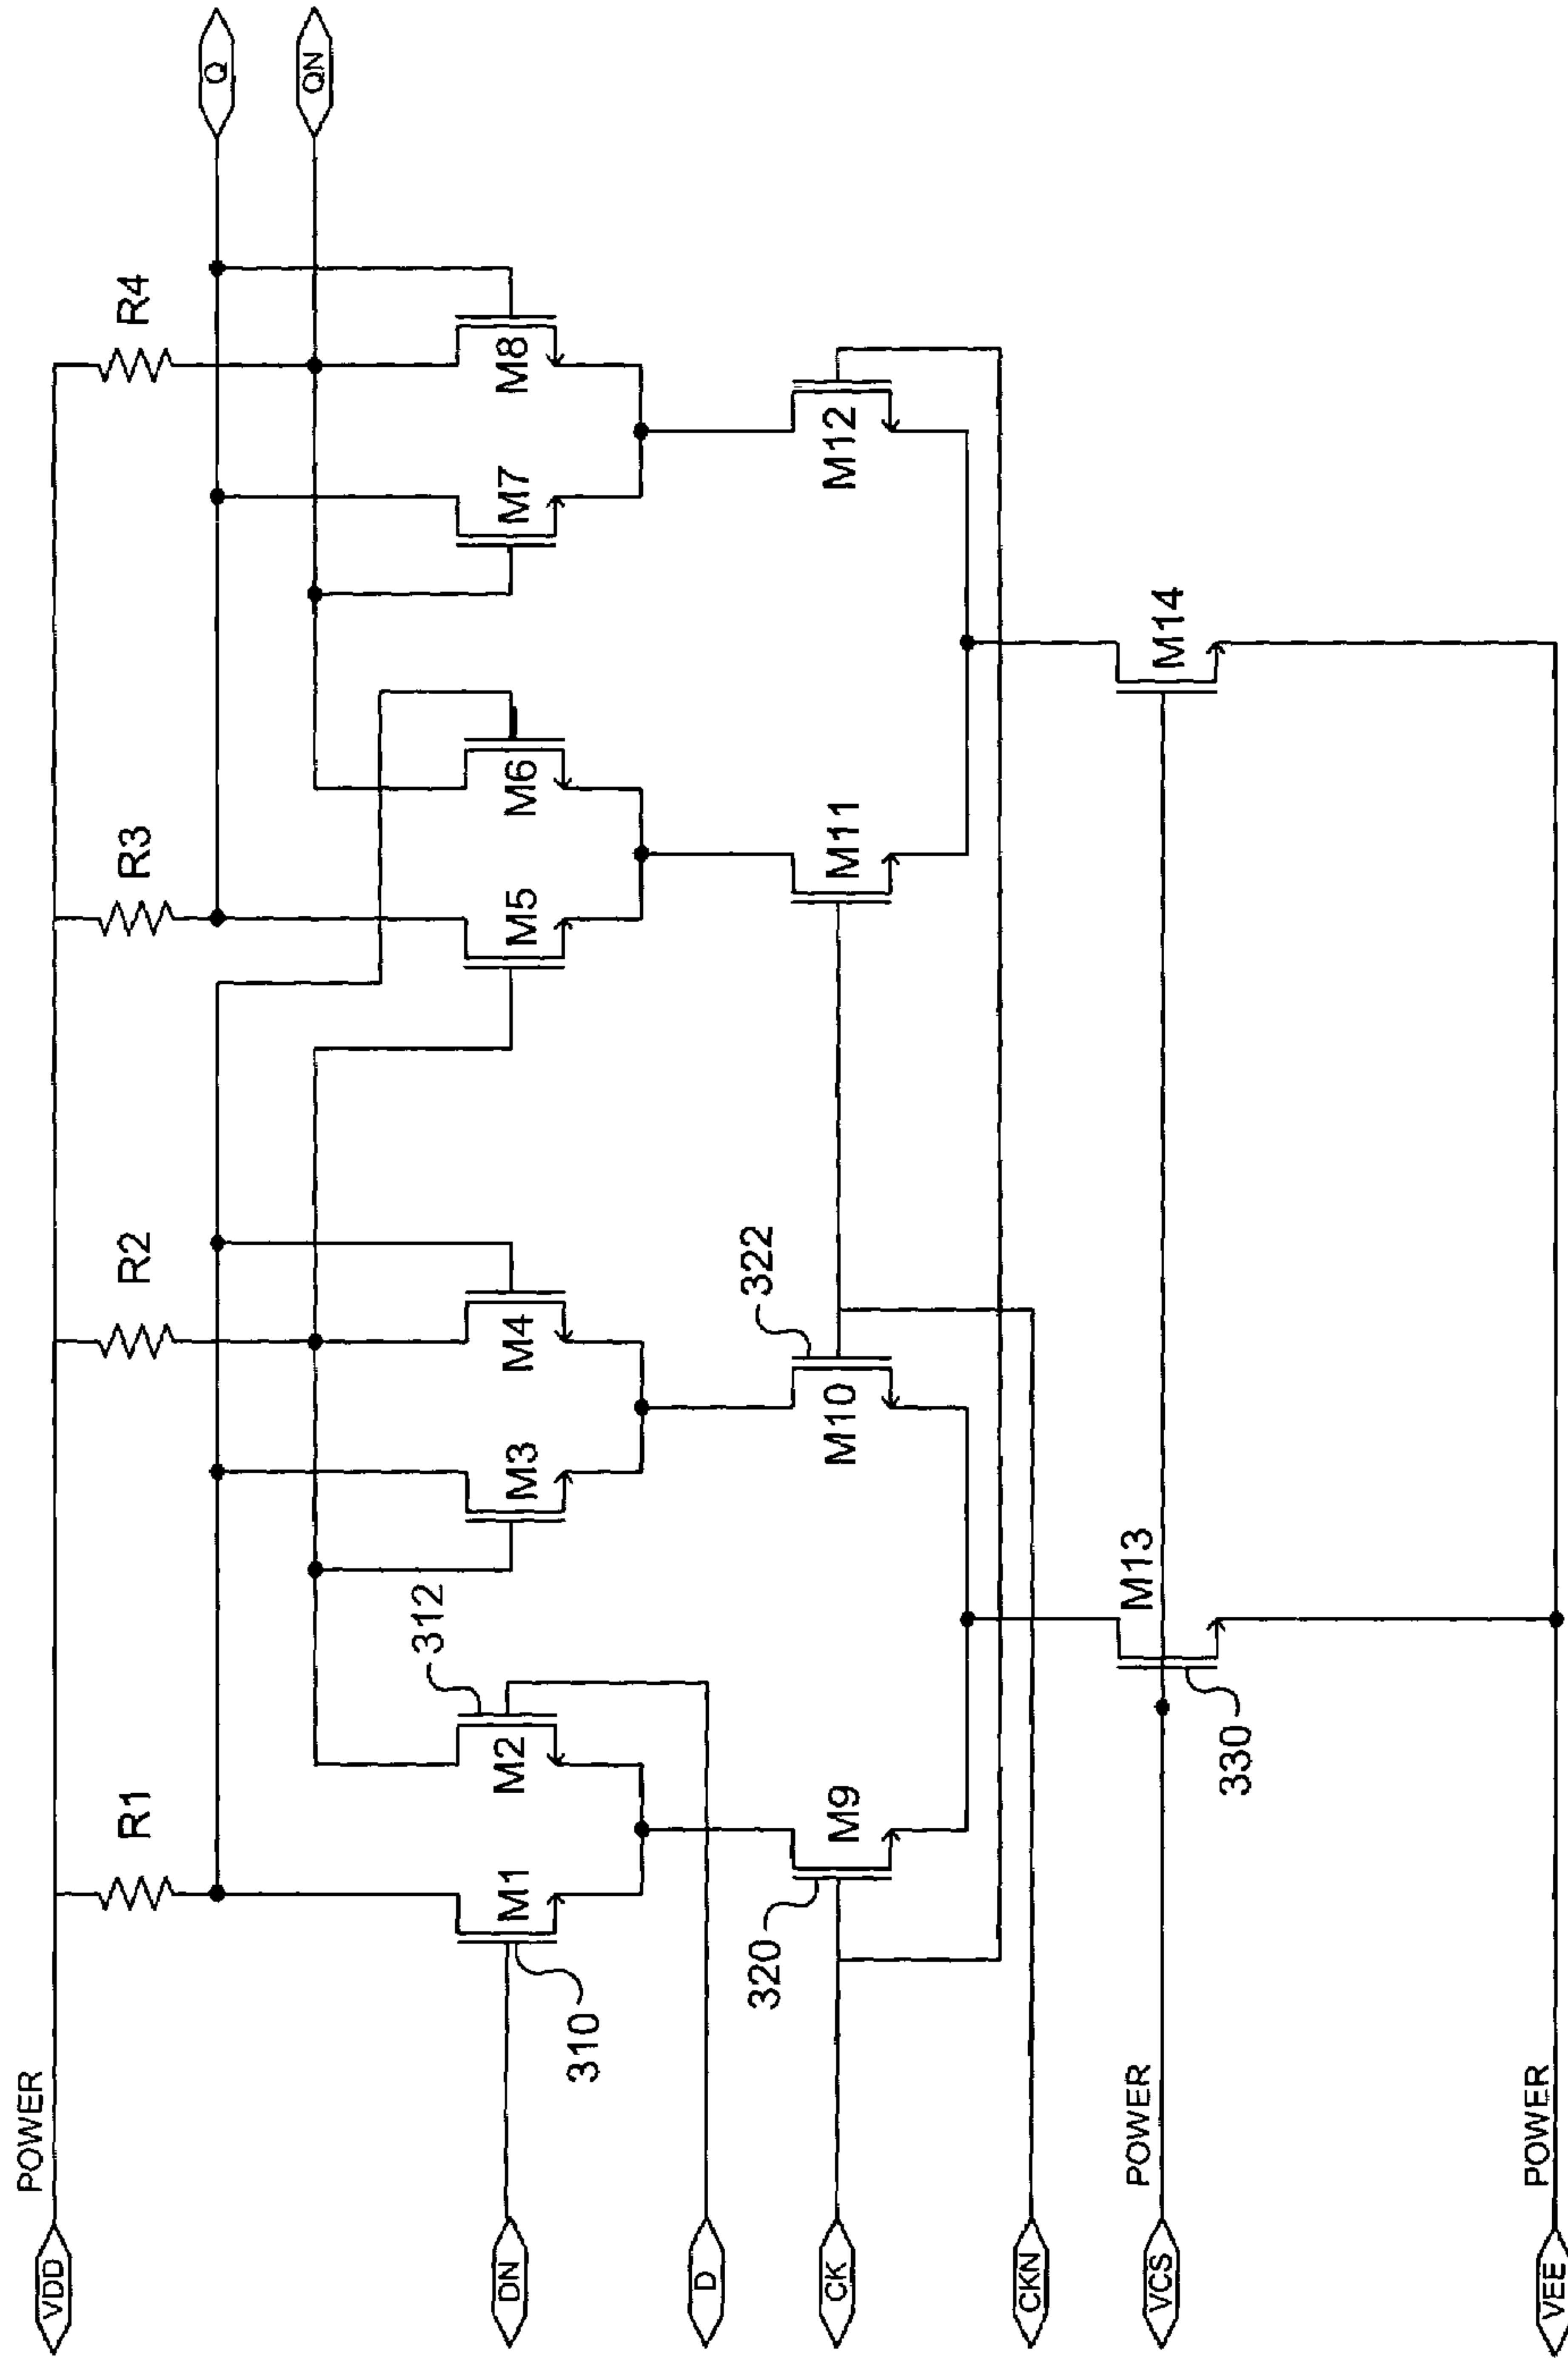 POWER
VDD
R1
R2
R3
R4
Q
QN
DN
310
M1
M2
312
M3
M4
M5
M6
M7
M8
D
CK
320
M9
M10
322
M11
M12
CKN
POWER
VCS
M13
330
M14
POWER
VEE